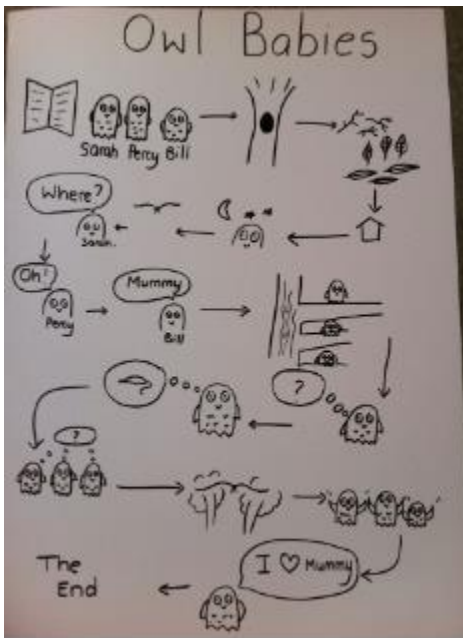 Owl Babies
Sarah Percy Bill
Where?
Sarah
Oh!
Percy
Mummy
Bill
?
?
?
I ♡ Mummy
The
End